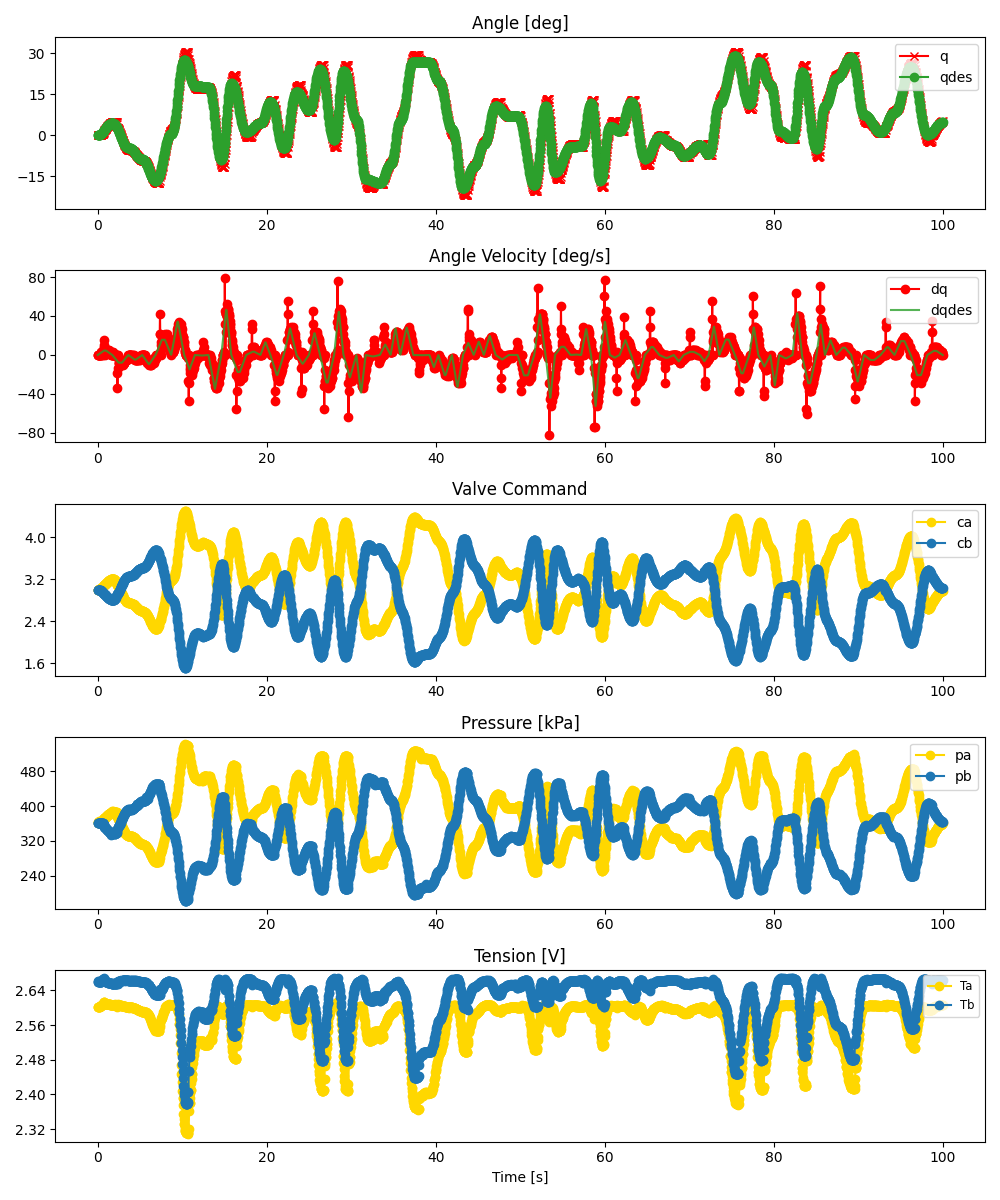 Angle [deg]
30
15
0
−15
q
qdes
0 20 40 60 80 100
Angle Velocity [deg/s]
80
40
0
−40
−80
dq
dqdes
0 20 40 60 80 100
Valve Command
4.0
3.2
2.4
1.6
ca
cb
0 20 40 60 80 100
Pressure [kPa]
480
400
320
240
pa
pb
0 20 40 60 80 100
Tension [V]
2.64
2.56
2.48
2.40
2.32
Ta
Tb
0 20 40 60 80 100
Time [s]